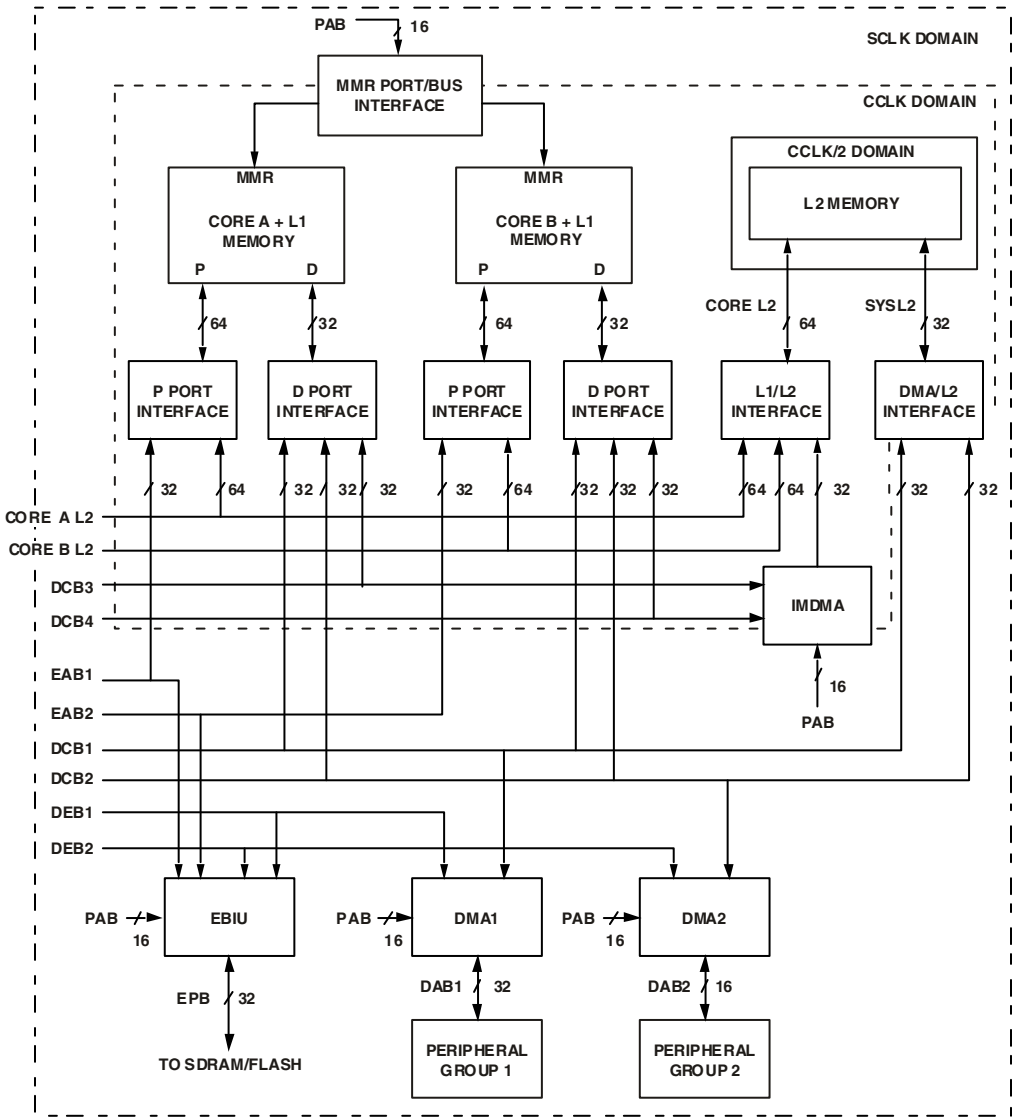 PAB
16
SCLK DOMAIN
MMR PORT/BUS
INTERFACE
CCLK DOMAIN
CCLK/2 DOMAIN
L2 MEMORY
MMR
CORE A + L1
MEMORY
P
D
MMR
CORE B + L1
MEMORY
P
D
64
32
64
32
CORE L2
64
SYSL2
32
P PORT
INTERFACE
D PORT
INTERFACE
P PORT
INTERFACE
D PORT
INTERFACE
L1/L2
INTERFACE
DMA/L2
INTERFACE
32
64
32
32
32
32
64
32
32
32
64
64
32
32
32
CORE A L2
CORE B L2
DCB3
DCB4
IMDMA
16
PAB
EAB1
EAB2
DCB1
DCB2
DEB1
DEB2
PAB
16
EBIU
PAB
16
DMA1
PAB
16
DMA2
EPB
32
DAB1
32
DAB2
16
TO SDRAM/FLASH
PERIPHERAL
GROUP 1
PERIPHERAL
GROUP 2